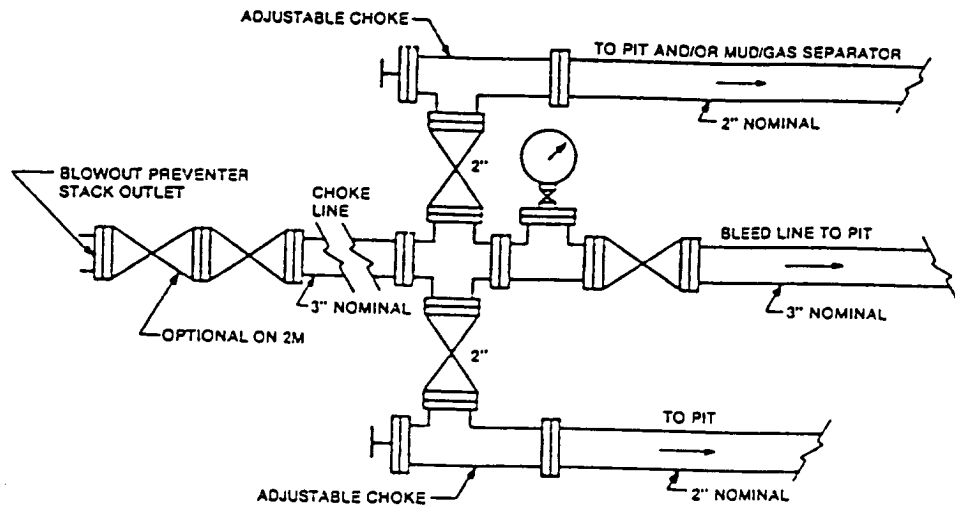 ADJUSTABLE CHOKE
TO PIT AND/OR MUD/GAS SEPARATOR
2" NOMINAL
2"
BLOWOUT PREVENTER
STACK OUTLET
CHOKE
LINE
BLEED LINE TO PIT
3" NOMINAL
3" NOMINAL
OPTIONAL ON 2M
2"
TO PIT
ADJUSTABLE CHOKE
2" NOMINAL